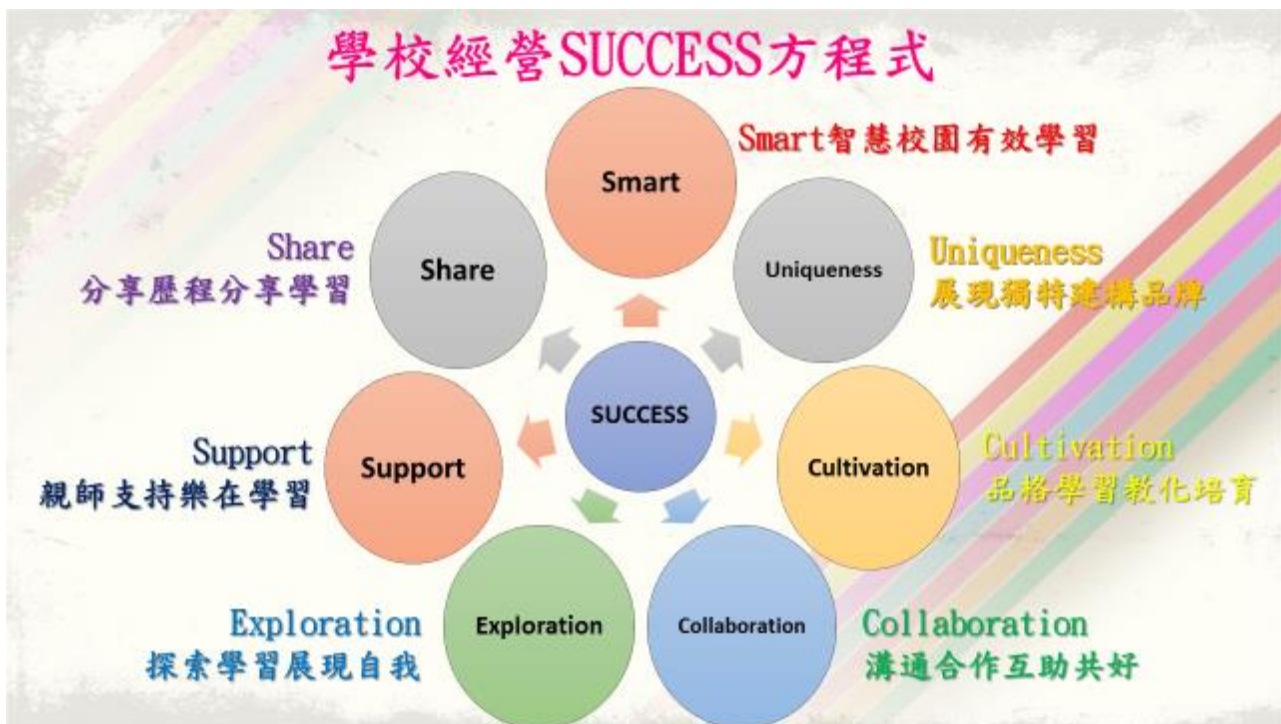 學校經營SUCCESS方程式
Smart
Smart智慧校園有效學習
Uniqueness
Uniqueness
展現獨特建構品牌
Cultivation
Cultivation
品格學習教化培育
Collaboration
Collaboration
溝通合作互助共好
Exploration
Exploration
探索學習展現自我
Support
Support
親師支持樂在學習
Share
Share
分享歷程分享學習
SUCCESS